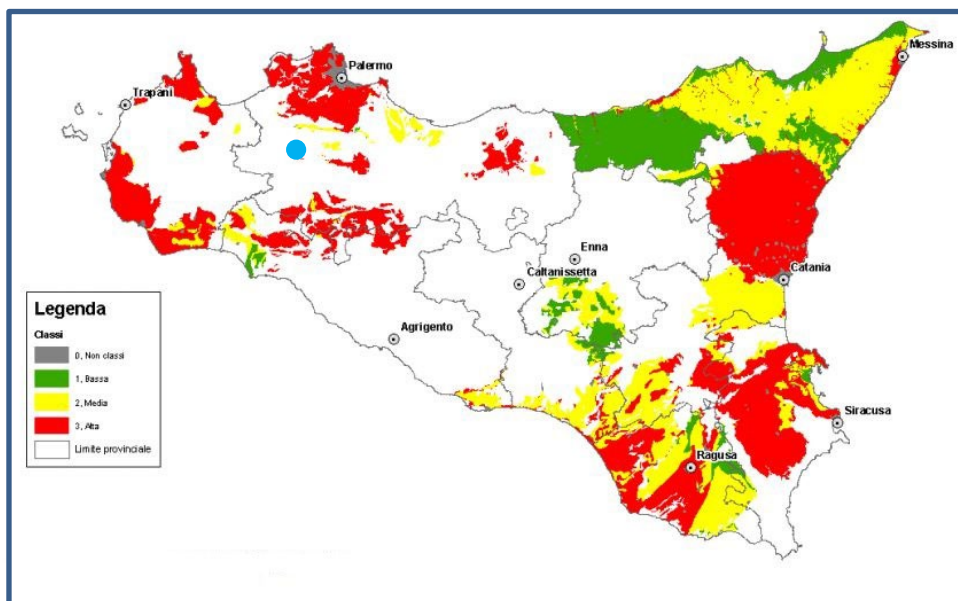 Messina
Palermo
Trapani
Enna
Caltanissetta
Catania
Agrigento
Siracusa
Ragusa
Legenda
Classi
0, Non classi
1, Bassa
2, Media
3, Alta
Limite provinciale